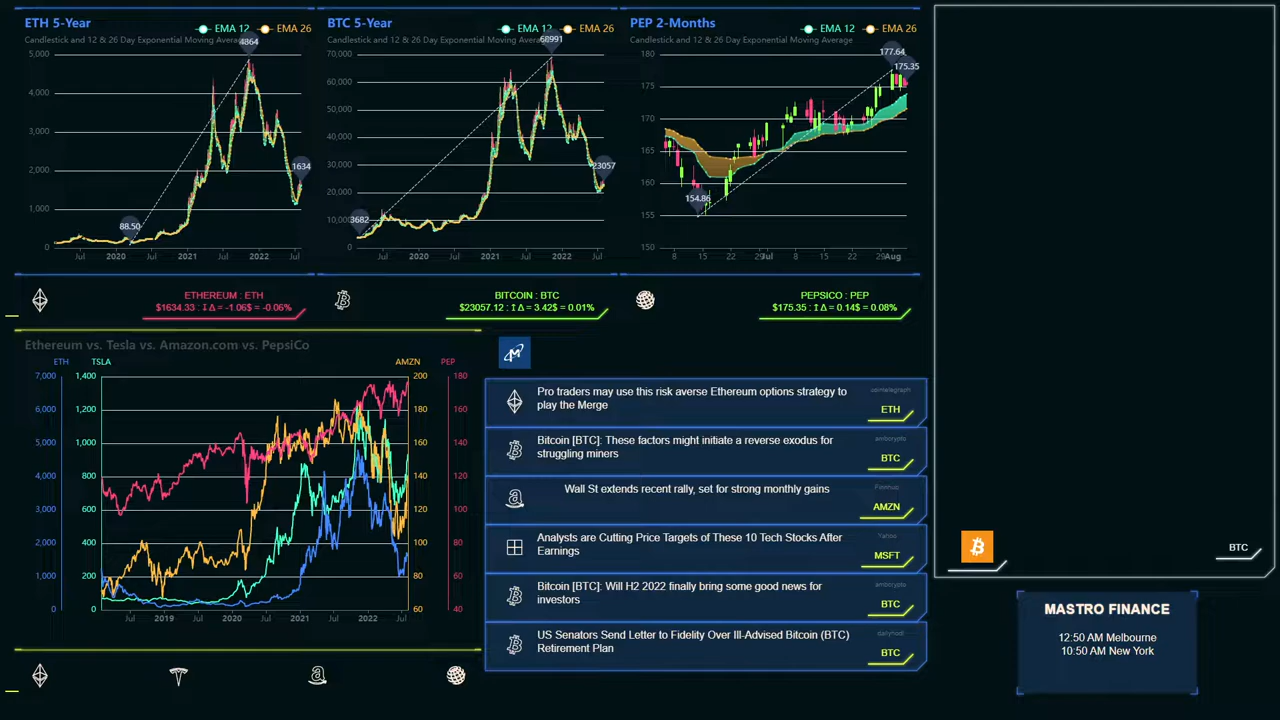 ETH 5-Year
EMA 12 EMA 26
Candlestick and 12 & 26 Day Exponential Moving Average
4864
5,000
4,000
3,000
2,000
1,000
0
1634
88.50
Jul 2020 Jul 2021 Jul 2022 Jul
BTC 5-Year
EMA 12 EMA 26
Candlestick and 12 & 26 Day Exponential Moving Average
68991
70,000
60,000
50,000
40,000
30,000
20,000
10,000
0
23057
3682
Jul 2020 Jul 2021 Jul 2022 Jul
PEP 2-Months
EMA 12 EMA 26
Candlestick and 12 & 26 Day Exponential Moving Average
177.64
175.35
180
175
170
165
160
155
150
154.86
8 15 22 29 Jul 8 15 22 29 Aug
ETHEREUM : ETH
$1634.33 : ↧ Δ = -1.06$ = -0.06%
BITCOIN : BTC
$23057.12 : ↥ Δ = 3.42$ = 0.01%
PEPSICO : PEP
$175.35 : ↥ Δ = 0.14$ = 0.08%
Ethereum vs. Tesla vs. Amazon.com vs. PepsiCo
ETH TSLA AMZN PEP
7,000 1,400 200 180
6,000 1,200 180 160
5,000 1,000 160 140
4,000 800 140 120
3,000 600 120 100
2,000 400 100 80
1,000 200 80 60
0 0 60 40
Jul 2019 Jul 2020 Jul 2021 Jul 2022 Jul
Pro traders may use this risk averse Ethereum options strategy to
play the Merge
cointelegraph
ETH
Bitcoin [BTC]: These factors might initiate a reverse exodus for
struggling miners
ambcrypto
BTC
Wall St extends recent rally, set for strong monthly gains
AMZN
Analysts are Cutting Price Targets of These 10 Tech Stocks After
Earnings
Yahoo
MSFT
Bitcoin [BTC]: Will H2 2022 finally bring some good news for
investors
ambcrypto
BTC
US Senators Send Letter to Fidelity Over Ill-Advised Bitcoin (BTC)
Retirement Plan
dailyhodl
BTC
BTC
MASTRO FINANCE
12:50 AM Melbourne
10:50 AM New York